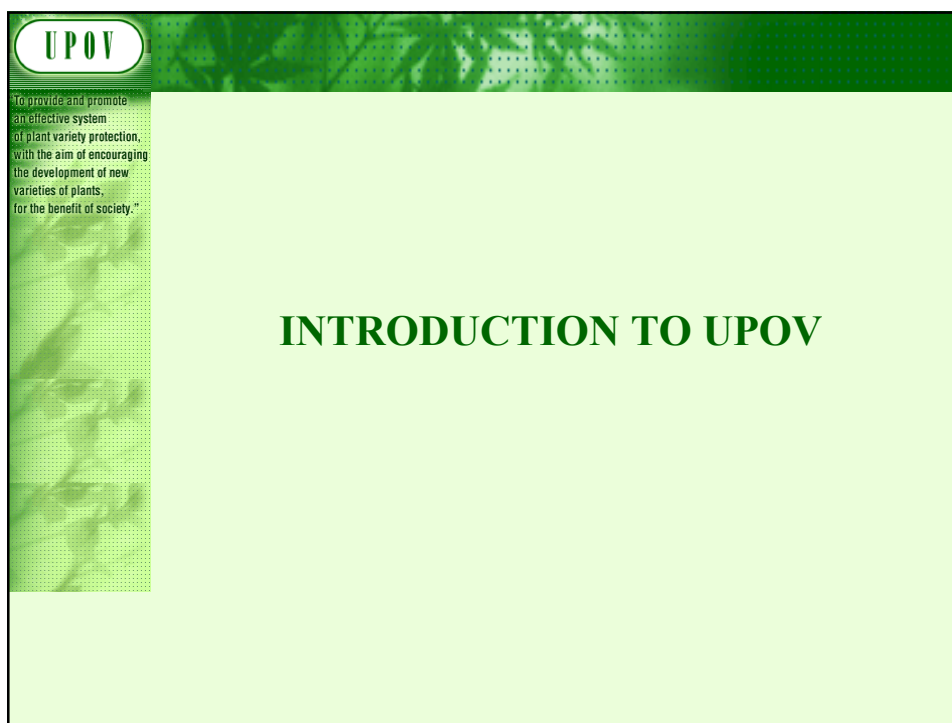 UPOV
"To provide and promote
an effective system
of plant variety protection,
with the aim of encouraging
the development of new
varieties of plants,
for the benefit of society."
INTRODUCTION TO UPOV